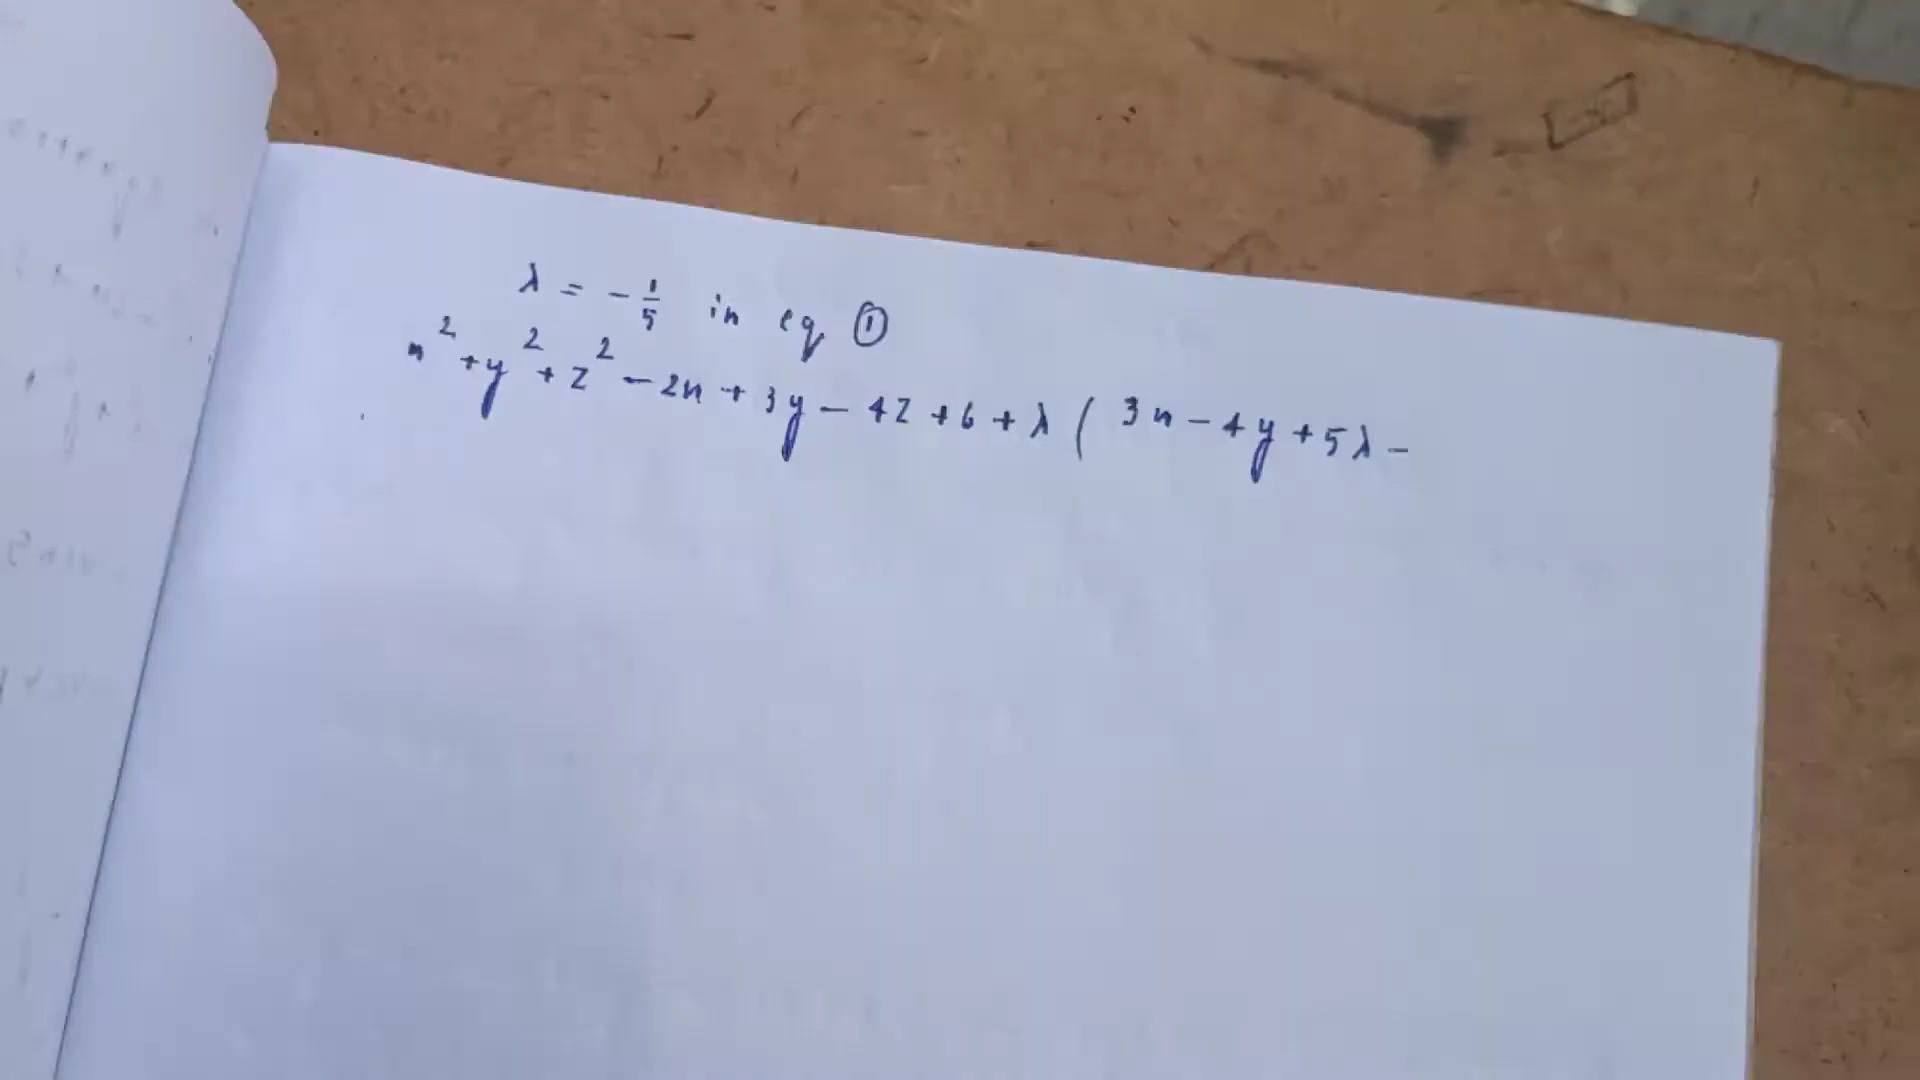 λ = -1/5 in eq ①
x² + y² + z² - 2x + 3y - 4z + 6 + λ ( 3x - 4y + 5λ -